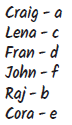 Craig - a
Lena - c
Fran - d
John - f
Raj - b
Cora - e